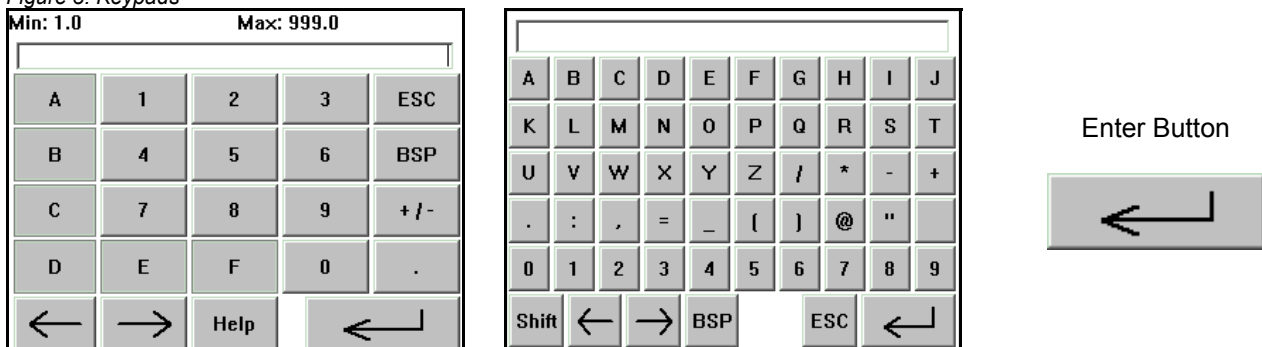 Figure 3. Keypads
Min: 1.0 Max: 999.0
A 1 2 3 ESC
B 4 5 6 BSP
C 7 8 9 +/-
D E F 0 .
Help
A B C D E F G H I J
K L M N O P Q R S T
U V W X Y Z / * - +
. : , = _ ( ) @ "
0 1 2 3 4 5 6 7 8 9
Shift BSP ESC
Enter Button